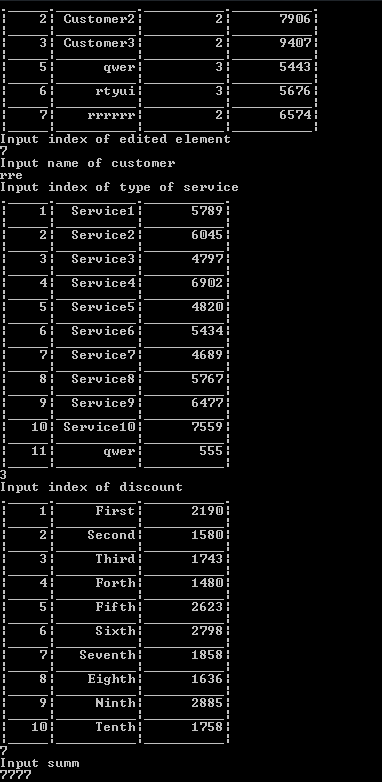 2 Customer2 2 7906
3 Customer3 2 9407
5 qwer 3 5443
6 rtyui 3 5676
7 rrrrrr 2 6574
Input index of edited element
7
Input name of customer
rre
Input index of type of service
1 Service1 5789
2 Service2 6045
3 Service3 4797
4 Service4 6902
5 Service5 4820
6 Service6 5434
7 Service7 4689
8 Service8 5767
9 Service9 6477
10 Service10 7559
11 qwer 555
3
Input index of discount
1 First 2190
2 Second 1580
3 Third 1743
4 Forth 1480
5 Fifth 2623
6 Sixth 2798
7 Seventh 1858
8 Eighth 1636
9 Ninth 2885
10 Tenth 1758
7
Input summ
7777